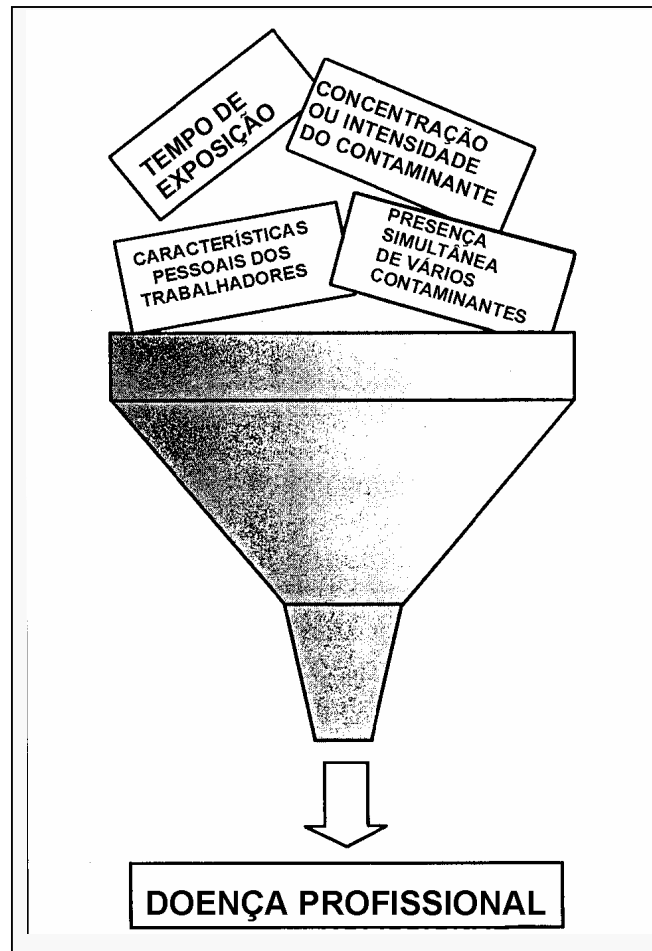 TEMPO DE
EXPOSIÇÃO
CONCENTRAÇÃO
OU INTENSIDADE
DO CONTAMINANTE
CARACTERÍSTICAS
PESSOAIS DOS
TRABALHADORES
PRESENÇA
SIMULTÂNEA
DE VÁRIOS
CONTAMINANTES
DOENÇA PROFISSIONAL